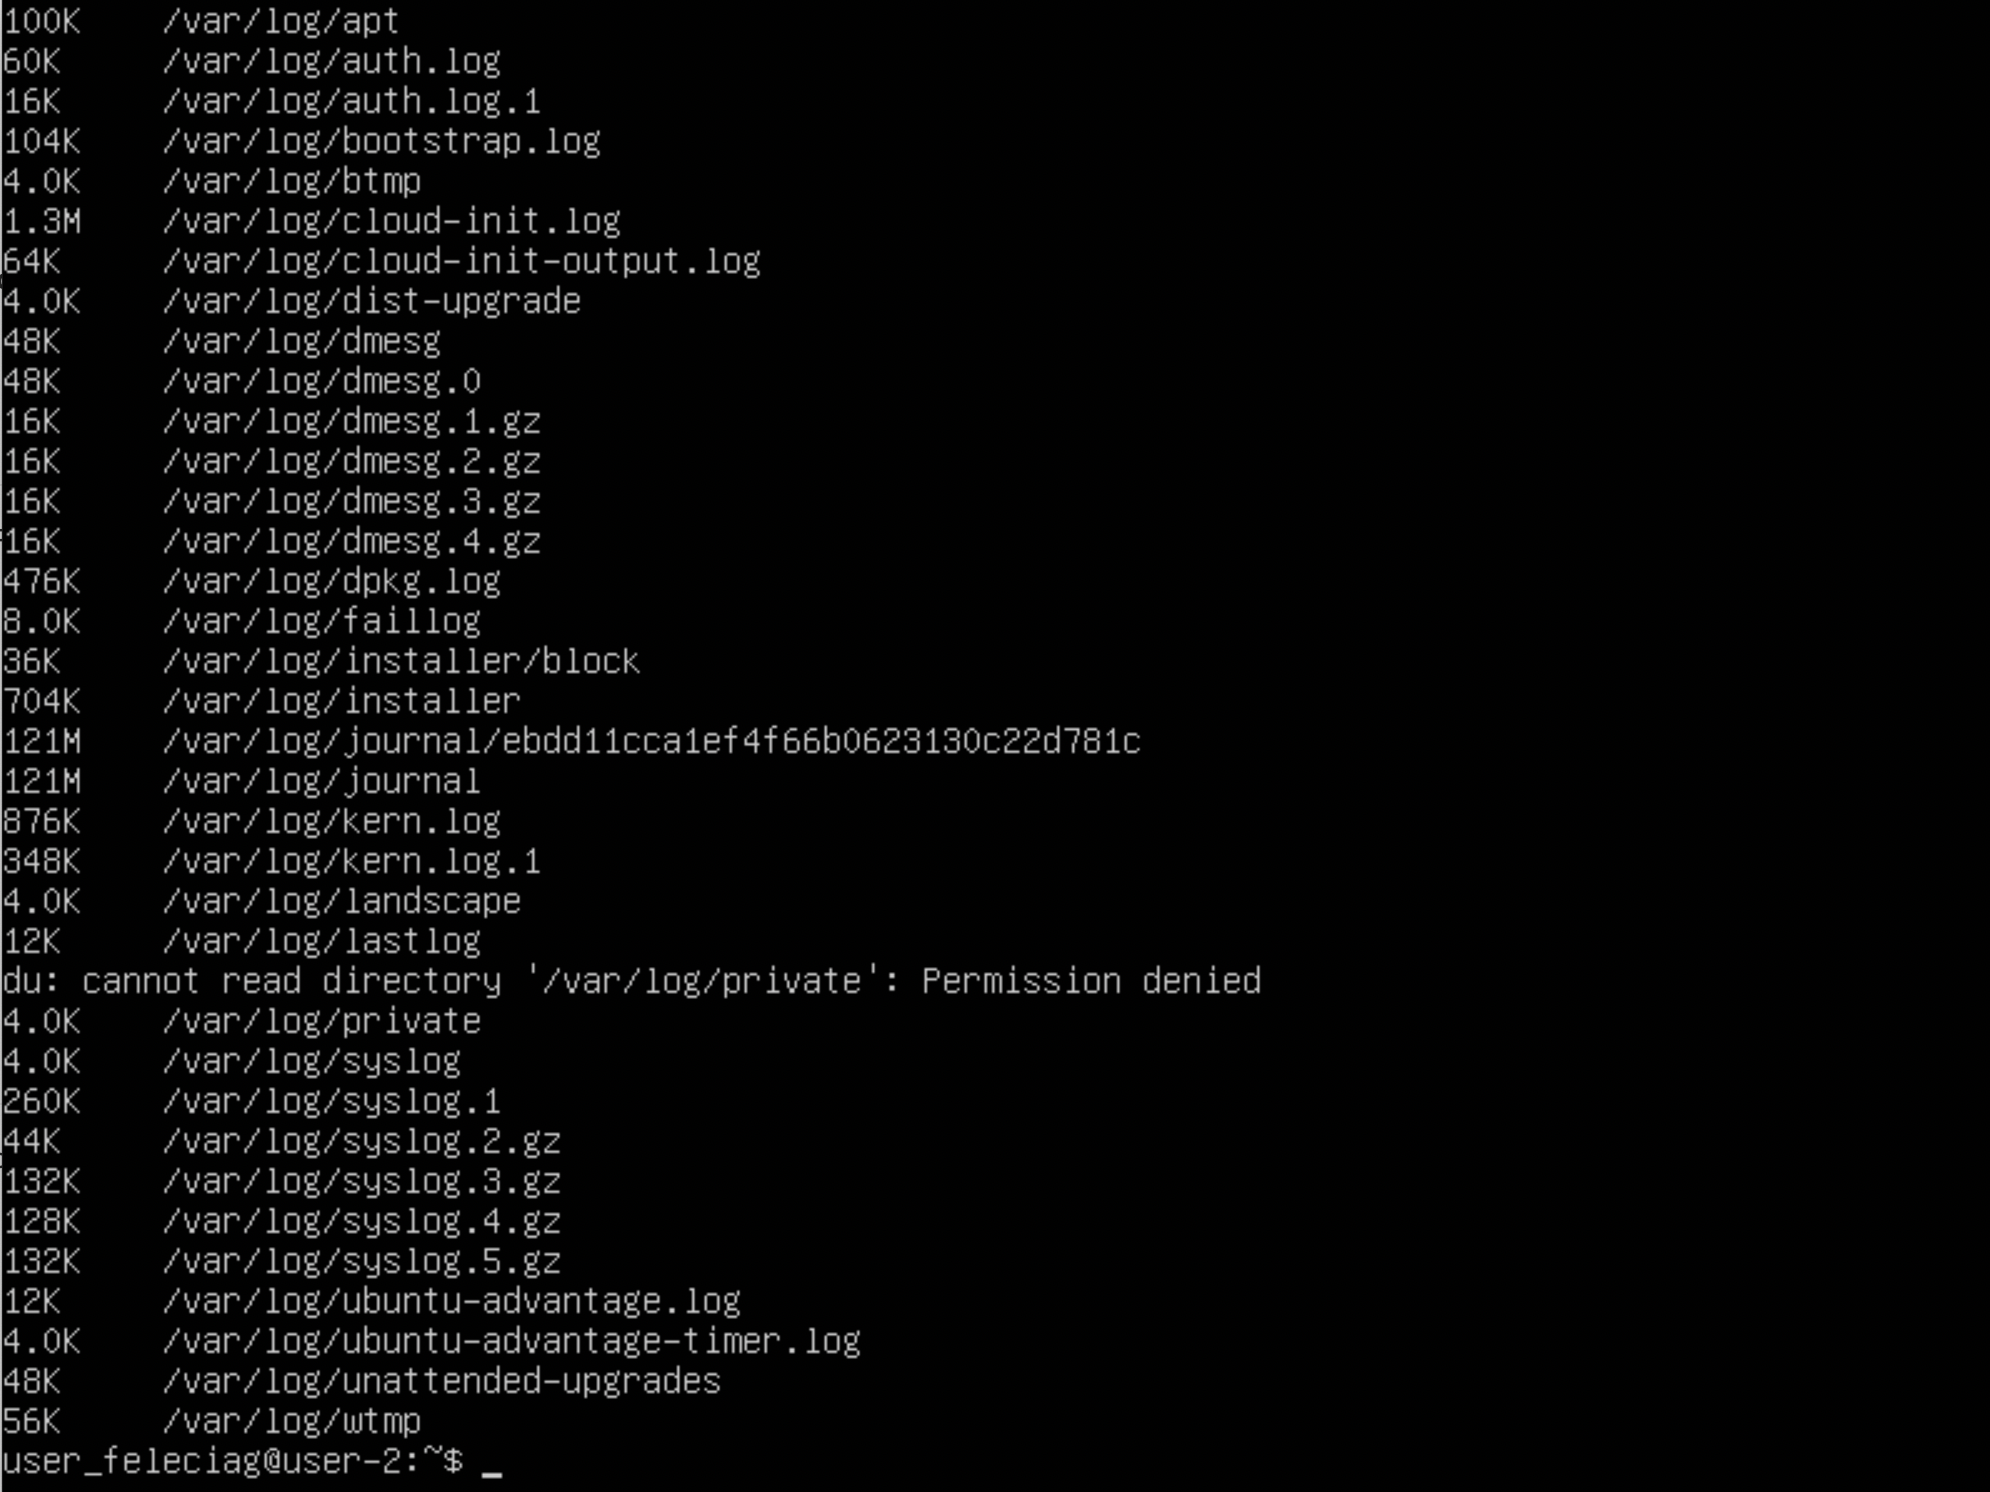 100K    /var/log/apt
60K     /var/log/auth.log
16K     /var/log/auth.log.1
104K    /var/log/bootstrap.log
4.0K    /var/log/btmp
1.3M    /var/log/cloud-init.log
64K     /var/log/cloud-init-output.log
4.0K    /var/log/dist-upgrade
48K     /var/log/dmesg
48K     /var/log/dmesg.0
16K     /var/log/dmesg.1.gz
16K     /var/log/dmesg.2.gz
16K     /var/log/dmesg.3.gz
16K     /var/log/dmesg.4.gz
476K    /var/log/dpkg.log
8.0K    /var/log/faillog
36K     /var/log/installer/block
704K    /var/log/installer
121M    /var/log/journal/ebdd11cca1ef4f66b0623130c22d781c
121M    /var/log/journal
876K    /var/log/kern.log
348K    /var/log/kern.log.1
4.0K    /var/log/landscape
12K     /var/log/lastlog
du: cannot read directory '/var/log/private': Permission denied
4.0K    /var/log/private
4.0K    /var/log/syslog
260K    /var/log/syslog.1
44K     /var/log/syslog.2.gz
132K    /var/log/syslog.3.gz
128K    /var/log/syslog.4.gz
132K    /var/log/syslog.5.gz
12K     /var/log/ubuntu-advantage.log
4.0K    /var/log/ubuntu-advantage-timer.log
48K     /var/log/unattended-upgrades
56K     /var/log/wtmp
user_feleciag@user-2:~$ _